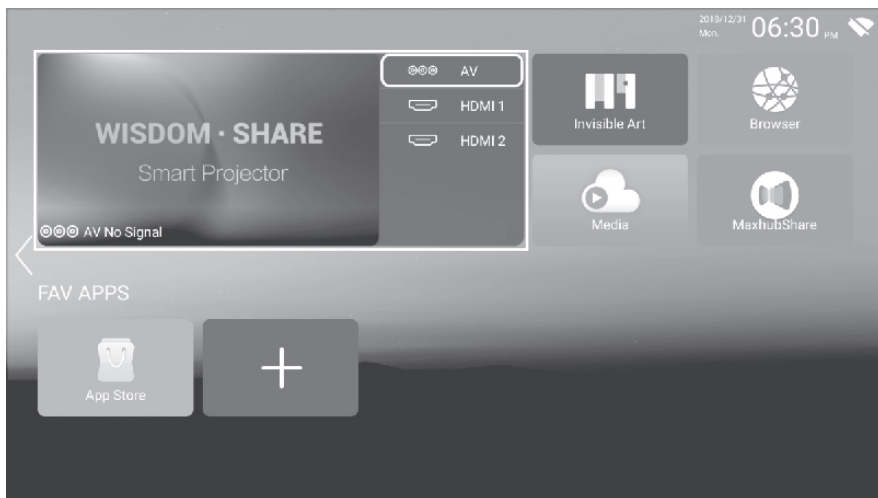 2018/12/31
Mon.
06:30 PM
WISDOM · SHARE
Smart Projector
AV No Signal
AV
HDMI 1
HDMI 2
Invisible Art
Browser
Media
MaxhubShare
FAV APPS
App Store